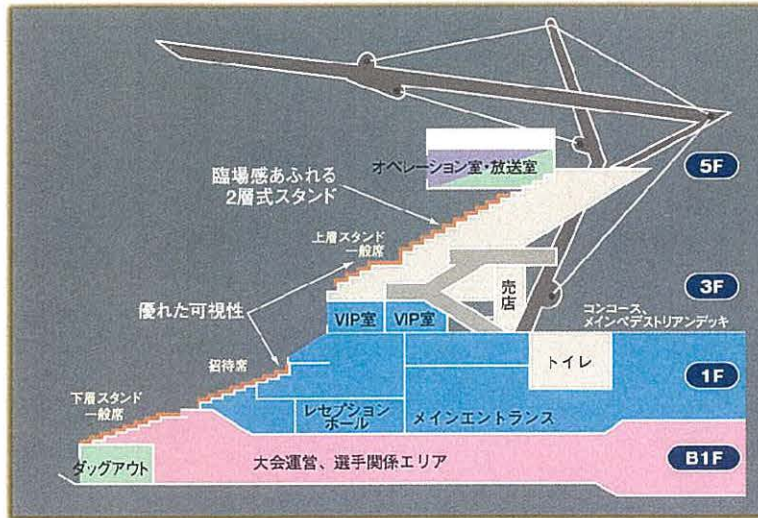 オペレーション室・放送室
5F
臨場感あふれる
2層式スタンド
上層スタンド
一般席
売店
3F
コンコース、
メインペデストリアンデッキ
優れた可視性
VIP室
VIP室
招待席
トイレ
1F
下層スタンド
一般席
レセプション
ホール
メインエントランス
ダッグアウト
大会運営、選手関係エリア
B1F